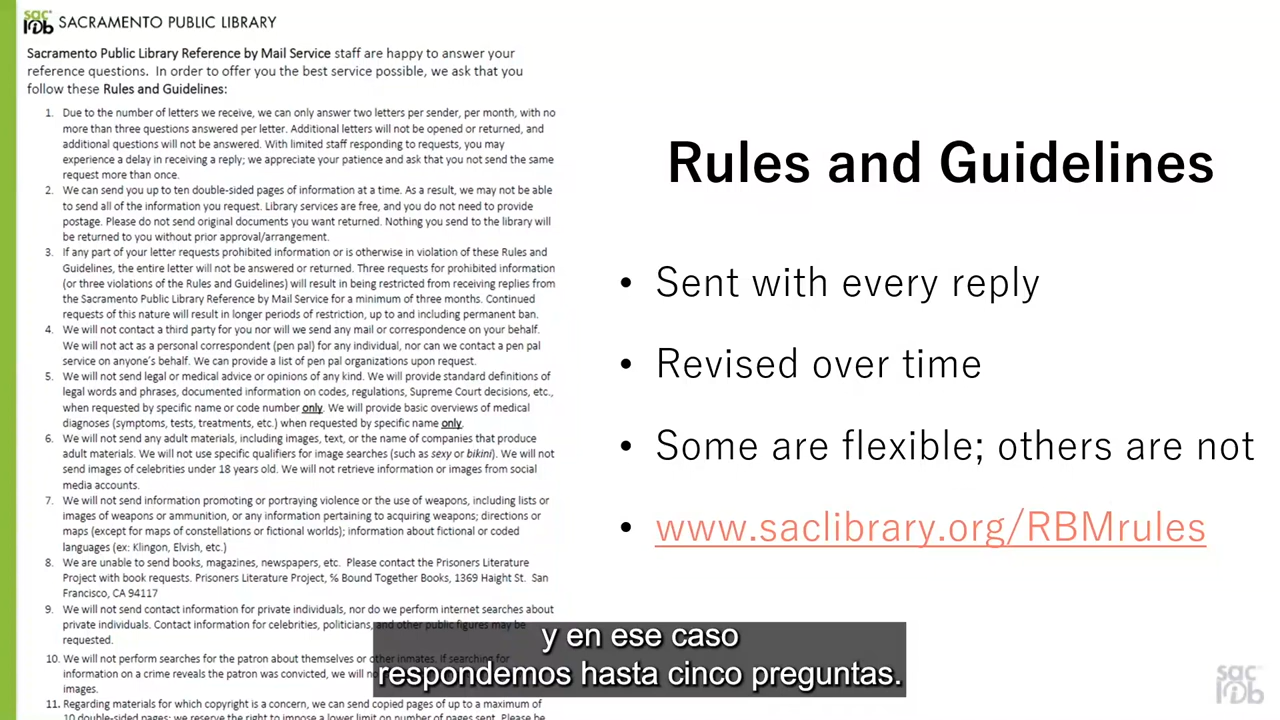 sac
lib SACRAMENTO PUBLIC LIBRARY
Sacramento Public Library Reference by Mail Service staff are happy to answer your
reference questions. In order to offer you the best service possible, we ask that you
follow these Rules and Guidelines:
1. Due to the number of letters we receive, we can only answer two letters per sender, per month, with no
more than three questions answered per letter. Additional letters will not be opened or returned, and
additional questions will not be answered. With limited staff responding to requests, you may
experience a delay in receiving a reply; we appreciate your patience and ask that you not send the same
request more than once.
2. We can send you up to ten double-sided pages of information at a time. As a result, we may not be able
to send all of the information you request. Library services are free, and you do not need to provide
postage. Please do not send original documents you want returned. Nothing you send to the library will
be returned to you without prior approval/arrangement.
3. If any part of your letter requests prohibited information or is otherwise in violation of these Rules and
Guidelines, the entire letter will not be answered or returned. Three requests for prohibited information
(or three violations of the Rules and Guidelines) will result in being restricted from receiving replies from
the Sacramento Public Library Reference by Mail Service for a minimum of three months. Continued
requests of this nature will result in longer periods of restriction, up to and including permanent ban.
4. We will not contact a third party for you nor will we send any mail or correspondence on your behalf.
We will not act as a personal correspondent (pen pal) for any individual, nor can we contact a pen pal
service on anyone's behalf. We can provide a list of pen pal organizations upon request.
5. We will not send legal or medical advice or opinions of any kind. We will provide standard definitions of
legal words and phrases, documented information on codes, regulations, Supreme Court decisions, etc.,
when requested by specific name or code number only. We will provide basic overviews of medical
diagnoses (symptoms, tests, treatments, etc.) when requested by specific name only.
6. We will not send any adult materials, including images, text, or the name of companies that produce
adult materials. We will not use specific qualifiers for image searches (such as sexy or bikini). We will not
send images of celebrities under 18 years old. We will not retrieve information or images from social
media accounts.
7. We will not send information promoting or portraying violence or the use of weapons, including lists or
images of weapons or ammunition, or any information pertaining to acquiring weapons; directions or
maps (except for maps of constellations or fictional worlds); information about fictional or coded
languages (ex: Klingon, Elvish, etc.)
8. We are unable to send books, magazines, newspapers, etc. Please contact the Prisoners Literature
Project with book requests. Prisoners Literature Project, ℅ Bound Together Books, 1369 Haight St. San
Francisco, CA 94117
9. We will not send contact information for private individuals, nor do we perform internet searches about
private individuals. Contact information for celebrities, politicians, and other public figures may be
requested.
10. We will not perform searches for the patron about themselves or other inmates. If searching for
information on a crime reveals the patron was convicted, we will no
images.
11. Regarding materials for which copyright is a concern, we can send copied pages of up to a maximum of
10 double-sided pages; we reserve the right to impose a lower limit on number of pages sent. Please be
Rules and Guidelines
• Sent with every reply
• Revised over time
• Some are flexible; others are not
• www.saclibrary.org/RBMrules
y en ese caso
respondemos hasta cinco preguntas.
sac
lib